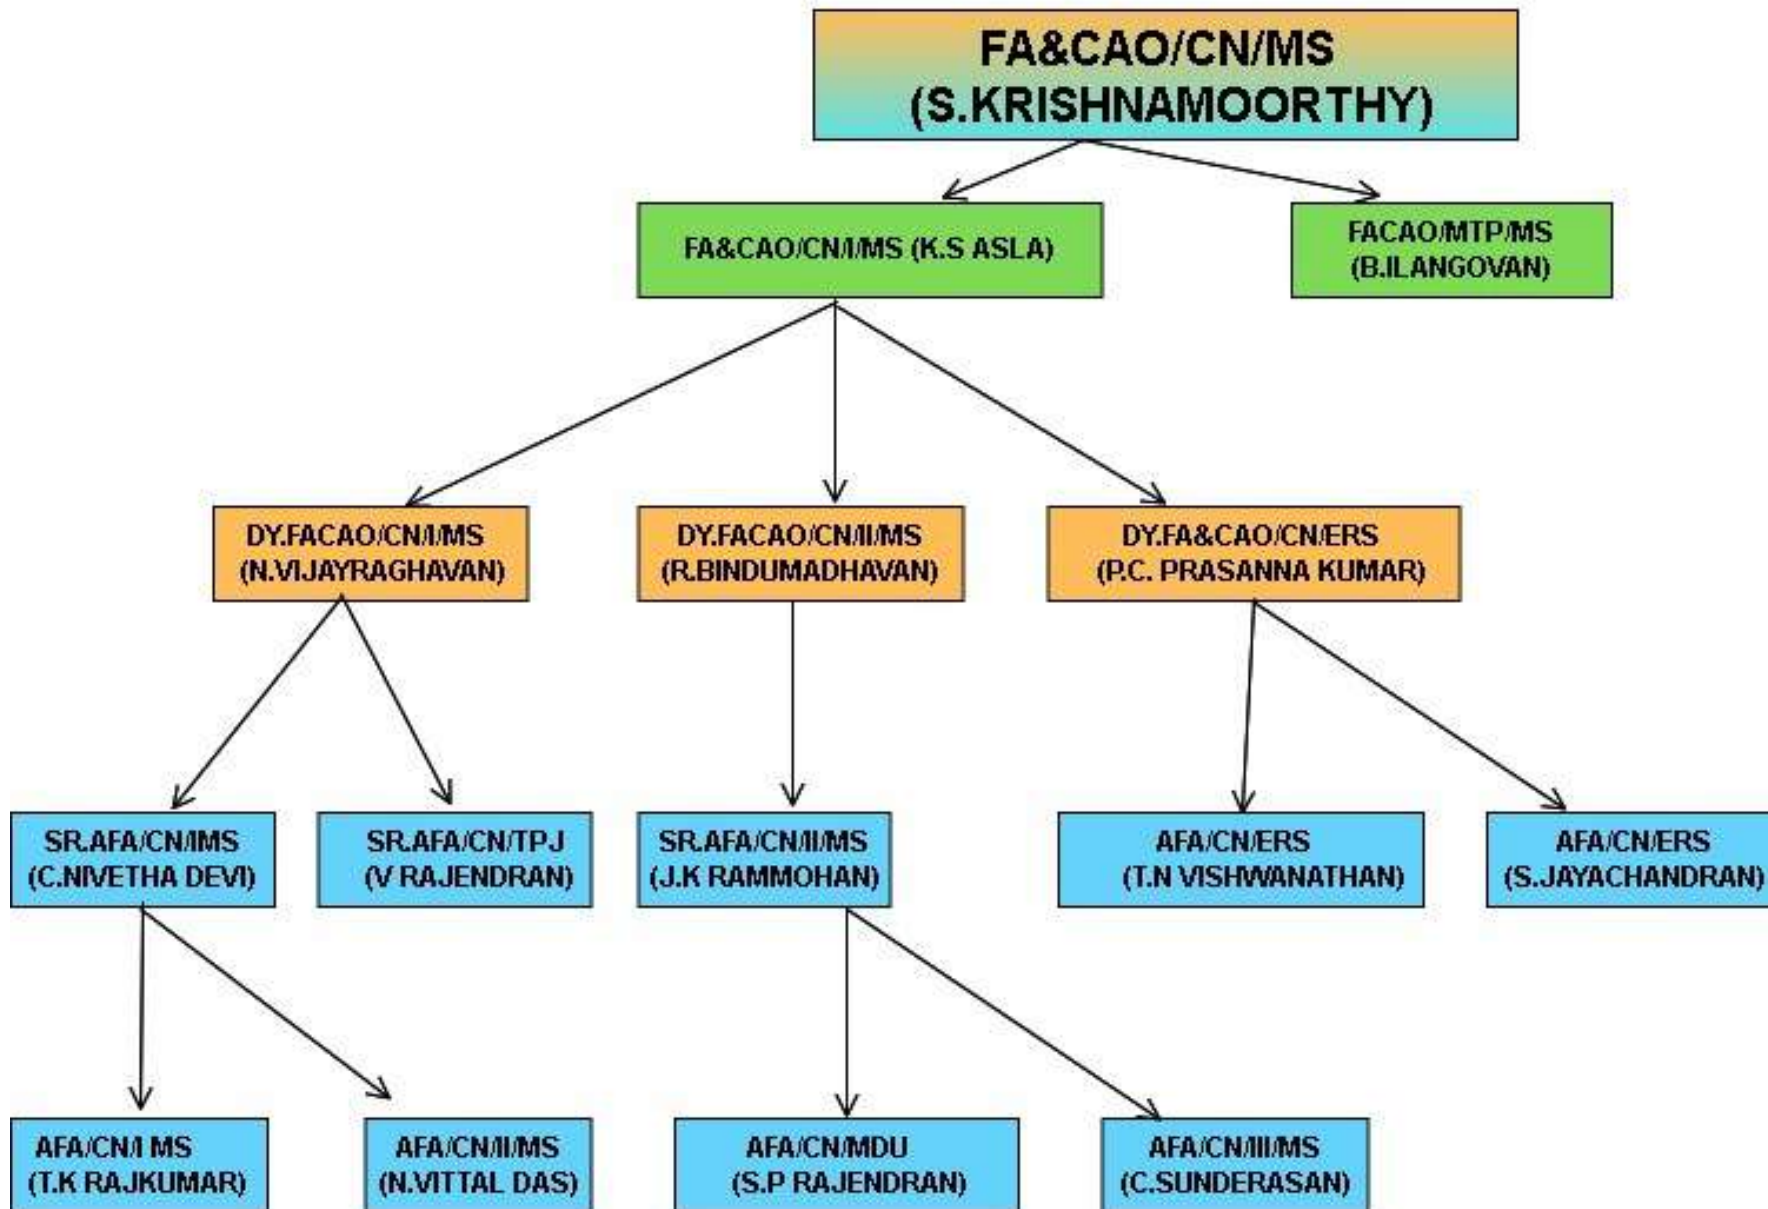 FA&CAO/CN/MS
(S.KRISHNAMOORTHY)
FA&CAO/CN/I/MS (K.S ASLA)
FACAO/MTP/MS
(B.ILANGOVAN)
DY.FACAO/CN/I/MS
(N.VIJAYRAGHAVAN)
DY.FACAO/CN/II/MS
(R.BINDUMADHAVAN)
DY.FA&CAO/CN/ERS
(P.C. PRASANNA KUMAR)
SR.AFA/CN/IMS
(C.NIVETHA DEVI)
SR.AFA/CN/TPJ
(V RAJENDRAN)
SR.AFA/CN/II/MS
(J.K RAMMOHAN)
AFA/CN/ERS
(T.N VISHWANATHAN)
AFA/CN/ERS
(S.JAYACHANDRAN)
AFA/CN/I MS
(T.K RAJKUMAR)
AFA/CN/II/MS
(N.VITTAL DAS)
AFA/CN/MDU
(S.P RAJENDRAN)
AFA/CN/III/MS
(C.SUNDERASAN)